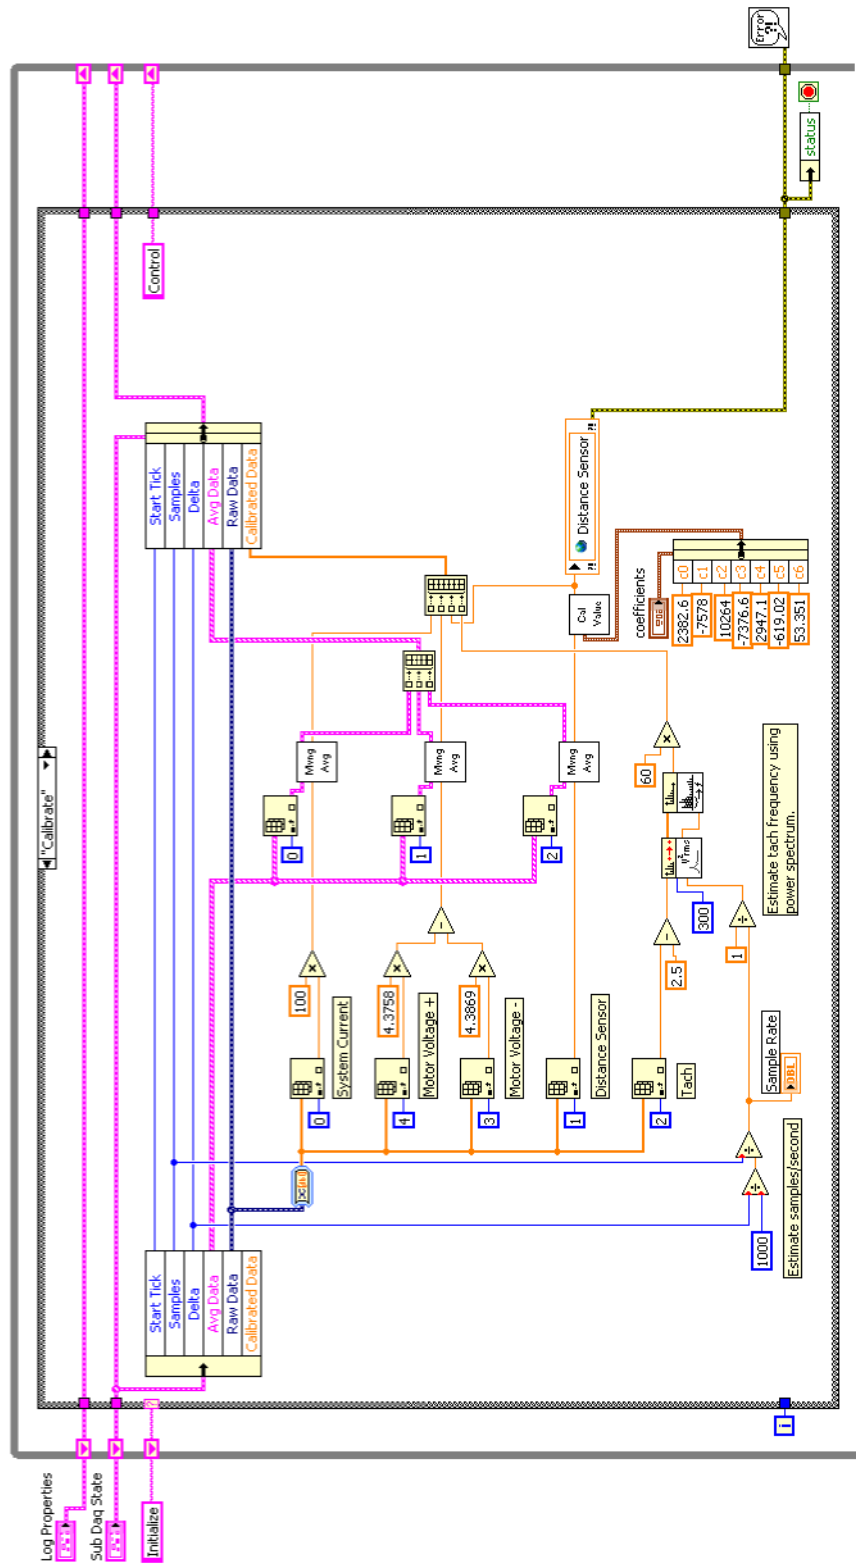 Log Properties
Sub Daq State
Initialize
"Calibrate"
Control
Error
?!
status
Start Tick
Samples
Delta
Avg Data
Raw Data
Calibrated Data
Start Tick
Samples
Delta
Avg Data
Raw Data
Calibrated Data
0
100
System Current
4
4.3758
Motor Voltage +
3
4.3869
Motor Voltage -
1
Distance Sensor
2
2.5
Tach
0
1
2
Mvng
Avg
Mvng
Avg
Mvng
Avg
Cal
Value
Distance Sensor
?!
?!
coefficients
2382.6
c0
-7578
c1
10264
c2
-7376.6
c3
2947.1
c4
-619.02
c5
53.351
c6
300
60
1
Estimate tach frequency using
power spectrum.
1000
Estimate samples/second
Sample Rate
DBL
i